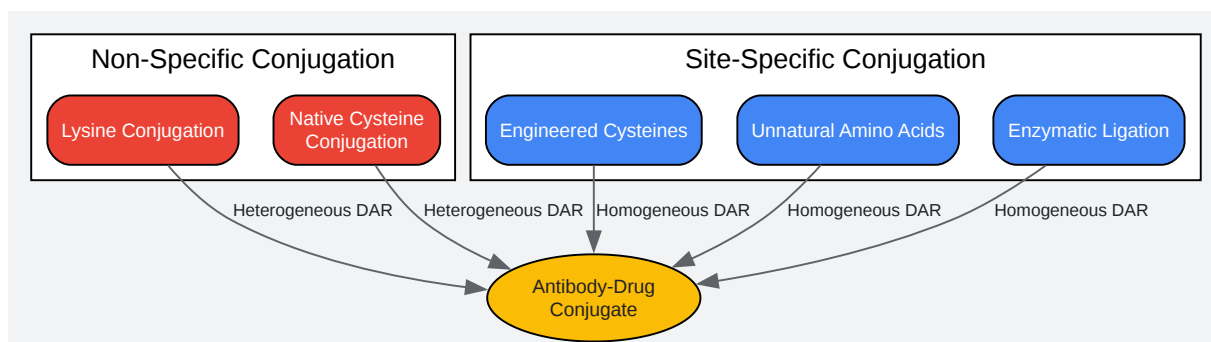 Non-Specific Conjugation
Site-Specific Conjugation
Lysine Conjugation
Native Cysteine
Conjugation
Engineered Cysteines
Unnatural Amino Acids
Enzymatic Ligation
Heterogeneous DAR
Heterogeneous DAR
Homogeneous DAR
Homogeneous DAR
Homogeneous DAR
Antibody-Drug
Conjugate